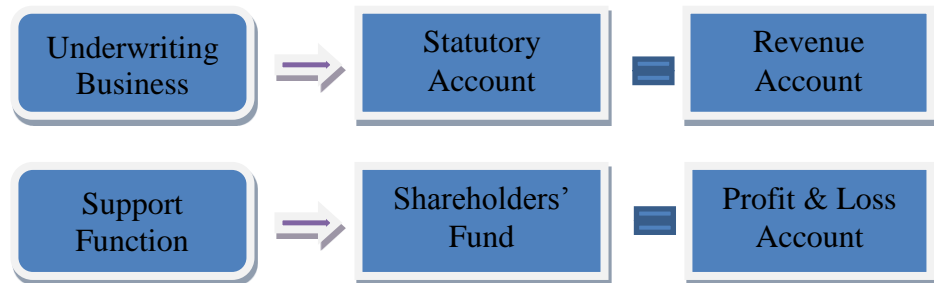 Underwriting
Business
Statutory
Account
Revenue
Account
Support
Function
Shareholders’
Fund
Profit & Loss
Account